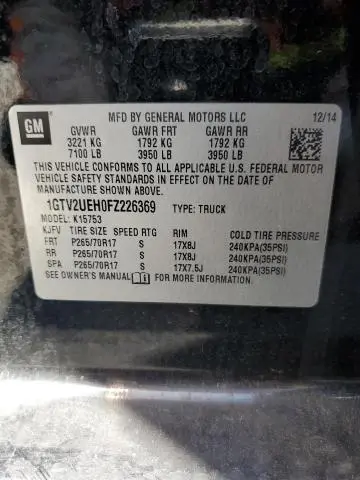 GM
MFD BY GENERAL MOTORS LLC 12/14
GVWR GAWR FRT GAWR RR
3221 KG 1792 KG 1792 KG
7100 LB 3950 LB 3950 LB
THIS VEHICLE CONFORMS TO ALL APPLICABLE U.S. FEDERAL MOTOR
VEHICLE SAFETY STANDARDS IN EFFECT ON THE DATE OF
MANUFACTURE SHOWN ABOVE.
1GTV2UEH0FZ226369 TYPE: TRUCK
MODEL: K15753
KJFV TIRE SIZE SPEED RTG RIM COLD TIRE PRESSURE
FRT P265/70R17 S 17X8J 240KPA(35PSI)
RR P265/70R17 S 17X8J 240KPA(35PSI)
SPA P265/70R17 S 17X7.5J 240KPA(35PSI)
SEE OWNER'S MANUAL FOR MORE INFORMATION.